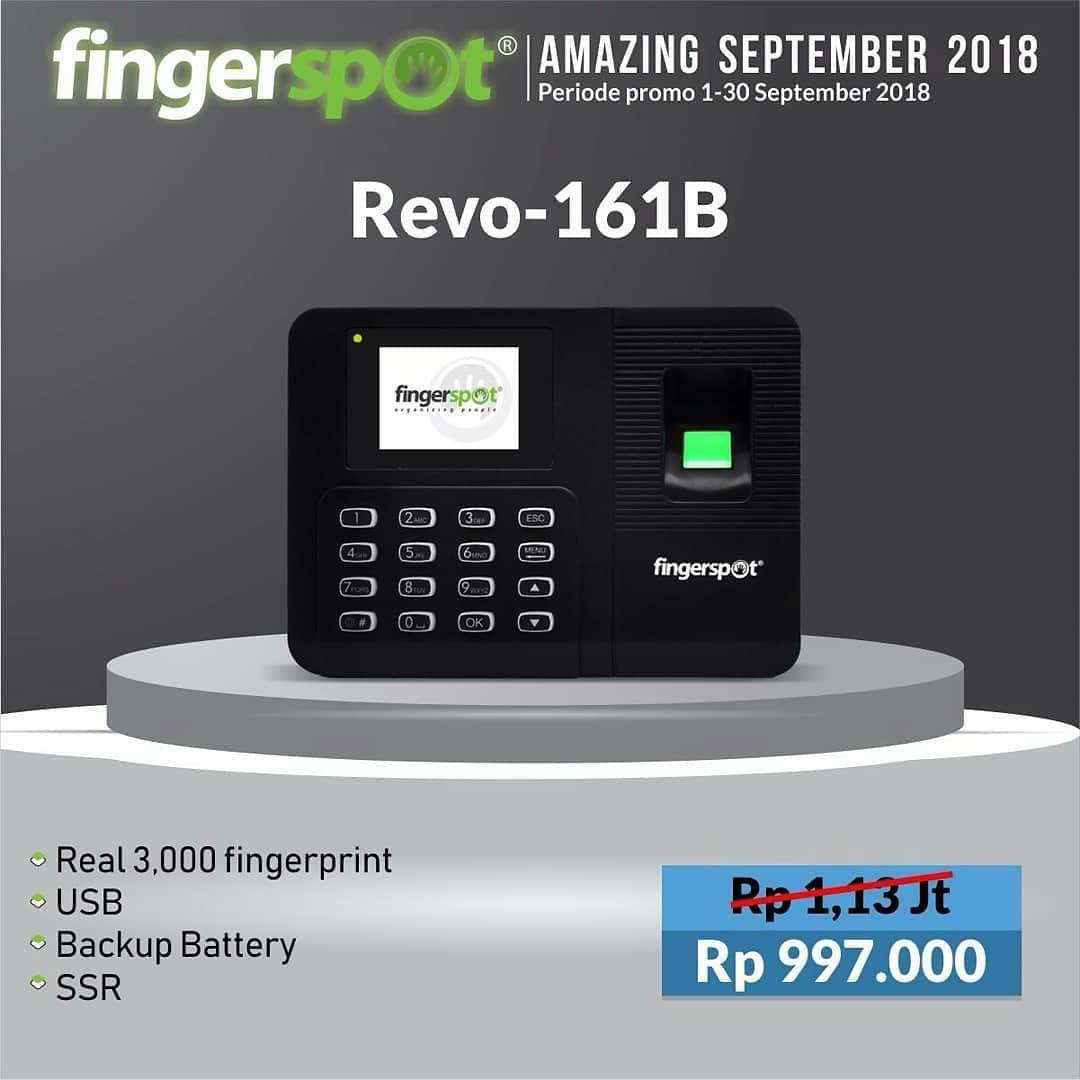 fingerspot®
AMAZING SEPTEMBER 2018
Periode promo 1-30 September 2018
Revo-161B
fingerspot®
organizing people
1 2ABC 3DEF ESC
4GHI 5JKL 6MNO MENU
7PQRS 8TUV 9WXYZ ▲
# 0 OK ▼
fingerspot®
Real 3,000 fingerprint
USB
Backup Battery
SSR
Rp 1,13 Jt
Rp 997.000